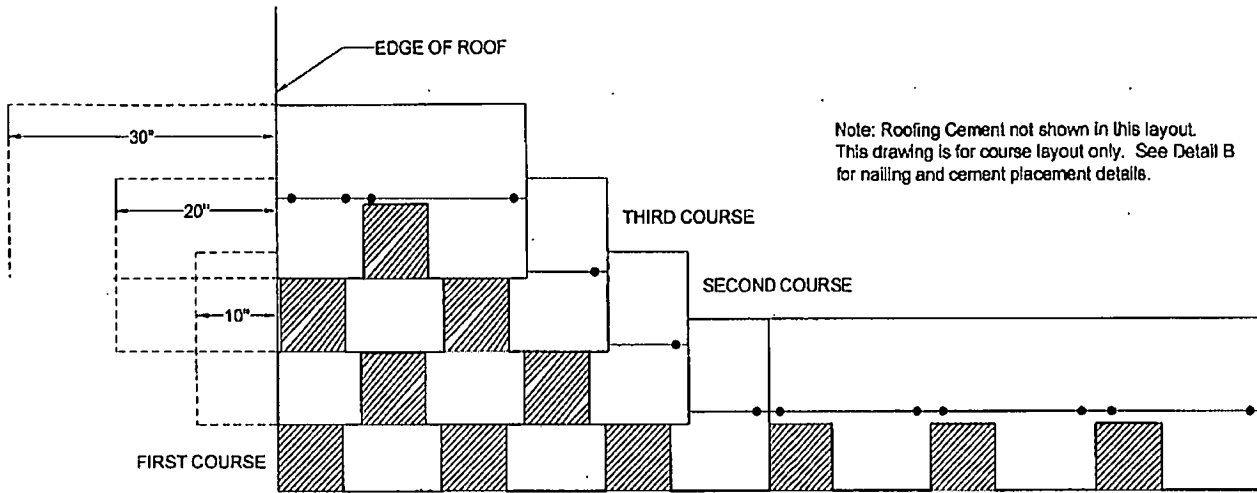 EDGE OF ROOF
30"
Note: Roofing Cement not shown in this layout.
This drawing is for course layout only. See Detail B
for nailing and cement placement details.
20"
THIRD COURSE
SECOND COURSE
10"
FIRST COURSE